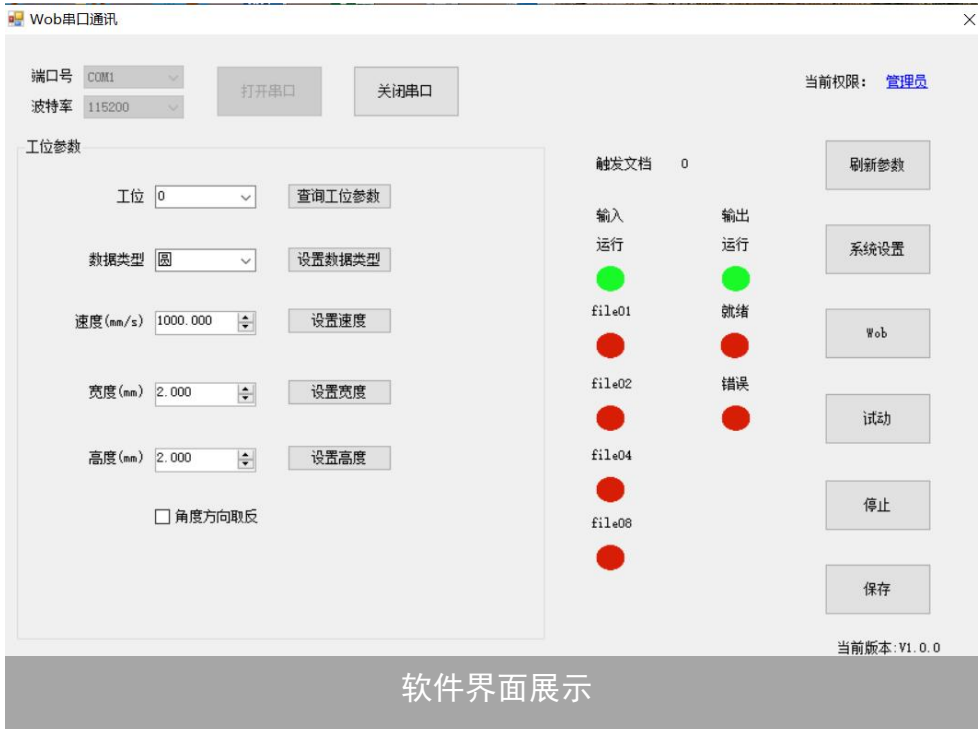 Wob串口通讯
端口号 COM1
波特率 115200
打开串口
关闭串口
当前权限： 管理员
工位参数
工位 0 查询工位参数
数据类型 圆 设置数据类型
速度(mm/s) 1000.000 设置速度
宽度(mm) 2.000 设置宽度
高度(mm) 2.000 设置高度
角度方向取反
触发文档 0
输入 输出
运行 运行
file01 就绪
file02 错误
file04
file08
刷新参数
系统设置
Wob
试动
停止
保存
当前版本:V1.0.0
软件界面展示